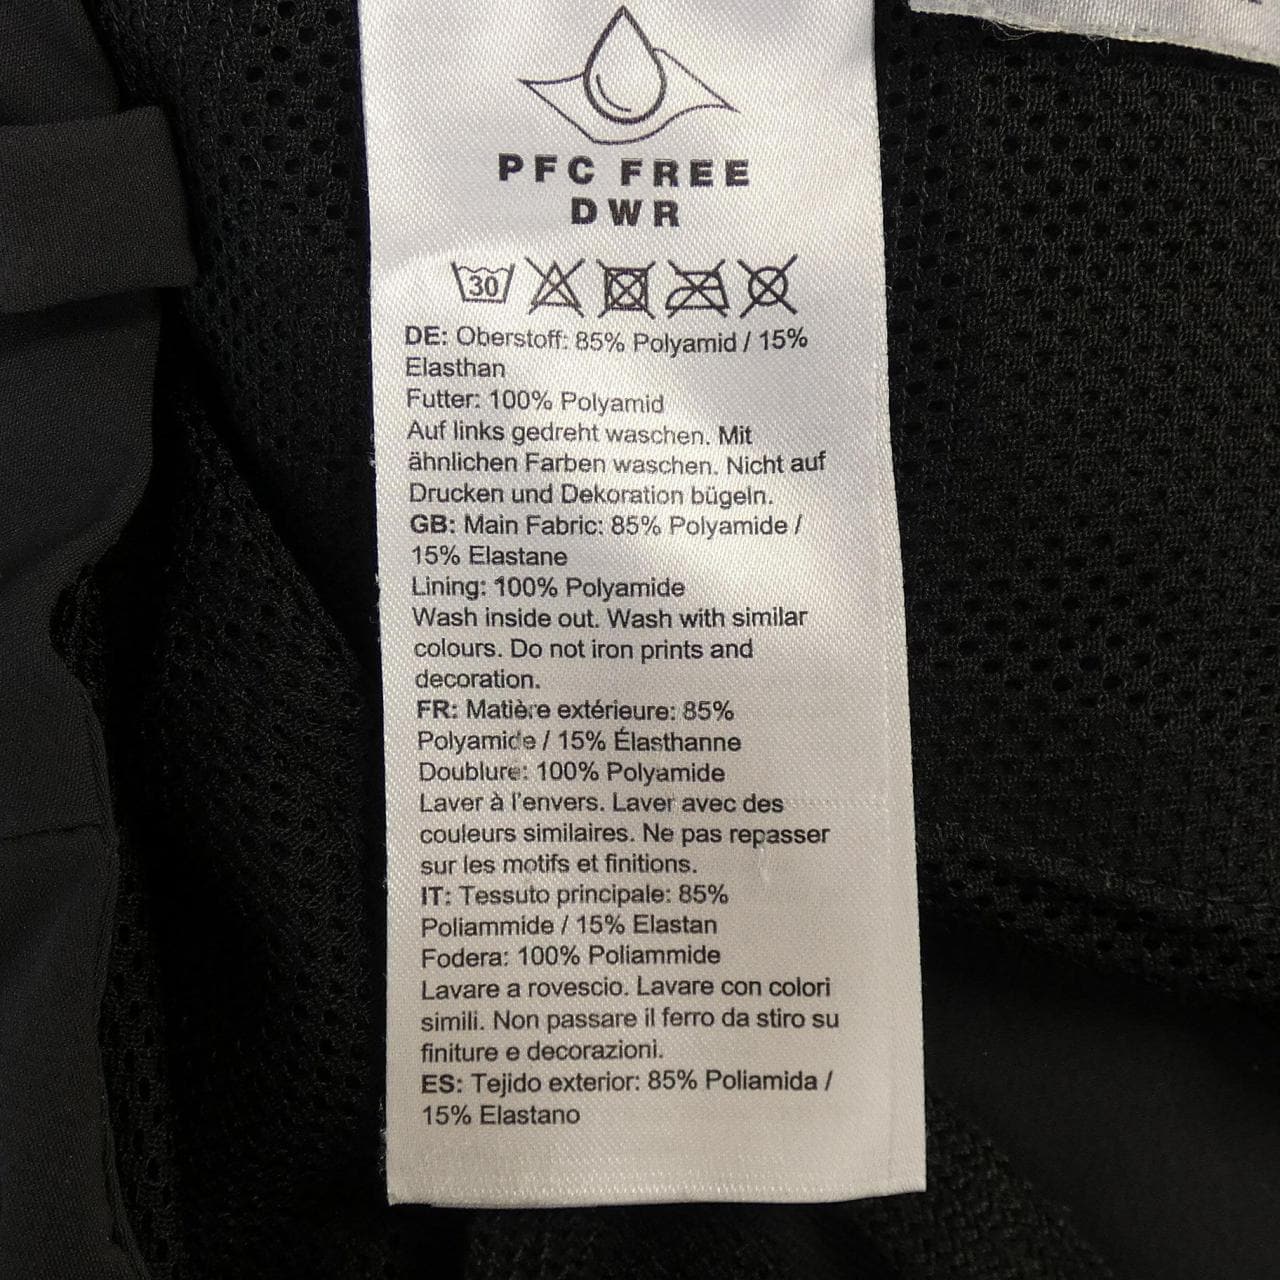 PFC FREE
DWR
30
DE: Oberstoff: 85% Polyamid / 15%
Elasthan
Futter: 100% Polyamid
Auf links gedreht waschen. Mit
ähnlichen Farben waschen. Nicht auf
Drucken und Dekoration bügeln.
GB: Main Fabric: 85% Polyamide /
15% Elastane
Lining: 100% Polyamide
Wash inside out. Wash with similar
colours. Do not iron prints and
decoration.
FR: Matière extérieure: 85%
Polyamide / 15% Élasthanne
Doublure: 100% Polyamide
Laver à l'envers. Laver avec des
couleurs similaires. Ne pas repasser
sur les motifs et finitions.
IT: Tessuto principale: 85%
Poliammide / 15% Elastan
Fodera: 100% Poliammide
Lavare a rovescio. Lavare con colori
simili. Non passare il ferro da stiro su
finiture e decorazioni.
ES: Tejido exterior: 85% Poliamida /
15% Elastano